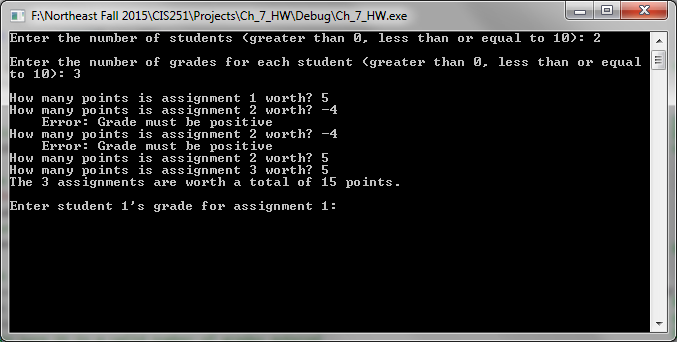 F:\Northeast Fall 2015\CIS251\Projects\Ch_7_HW\Debug\Ch_7_HW.exe
Enter the number of students (greater than 0, less than or equal to 10): 2
Enter the number of grades for each student (greater than 0, less than or equal
to 10): 3
How many points is assignment 1 worth? 5
How many points is assignment 2 worth? -4
Error: Grade must be positive
How many points is assignment 2 worth? -4
Error: Grade must be positive
How many points is assignment 2 worth? 5
How many points is assignment 3 worth? 5
The 3 assignments are worth a total of 15 points.
Enter student 1's grade for assignment 1: